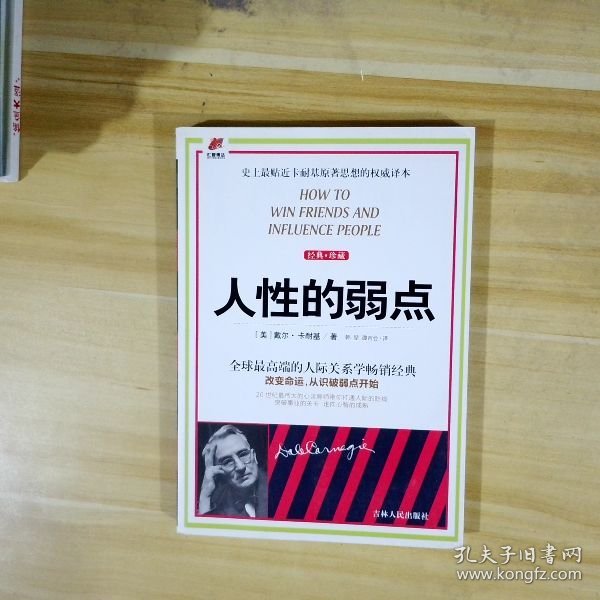 史上最贴近卡耐基原著思想的权威译本
HOW TO
WIN FRIENDS AND
INFLUENCE PEOPLE
经典·珍藏
人性的弱点
[美]戴尔·卡耐基／著
全球最高端的人际关系学畅销经典
改变命运，从识破弱点开始
Dale Carnegie
吉林人民出版社
孔夫子旧书网
www.kongfz.com